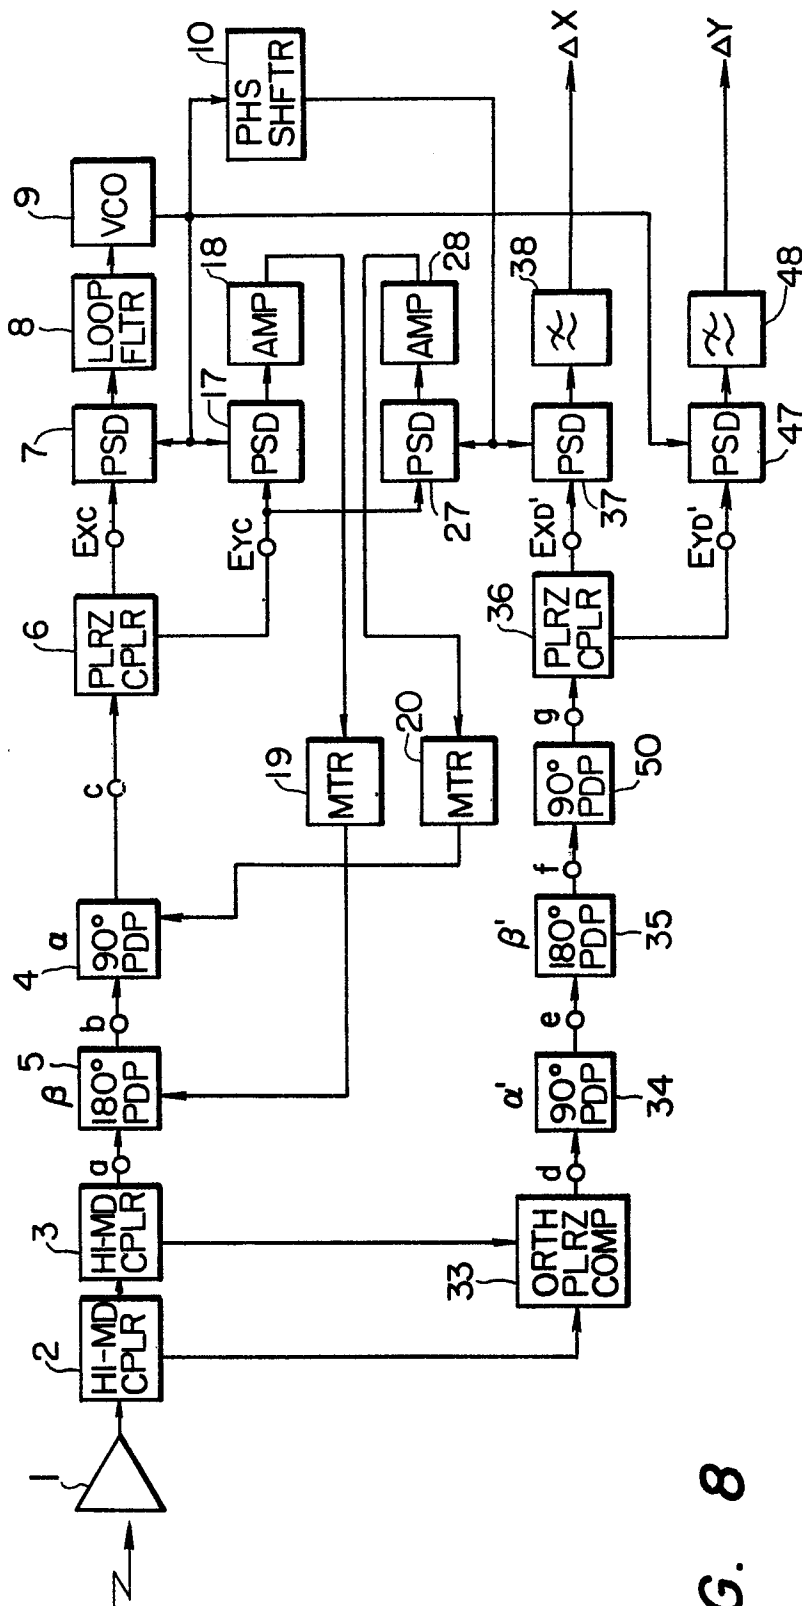 1
2
HI-MD
CPLR
3
HI-MD
CPLR
a
β
5
180°
PDP
b
4
α
90°
PDP
c
6
PLRZ
CPLR
EXC
7
PSD
8
LOOP
FLTR
9
VCO
10
PHS
SHFTR
EYC
17
PSD
18
AMP
19
MTR
20
MTR
27
PSD
28
AMP
33
ORTH
PLRZ
COMP
d
α'
90°
PDP
34
e
β'
180°
PDP
35
f
90°
PDP
50
g
36
PLRZ
CPLR
EXD'
37
PSD
38
ΔX
EYD'
PSD
47
48
ΔY
G. 8